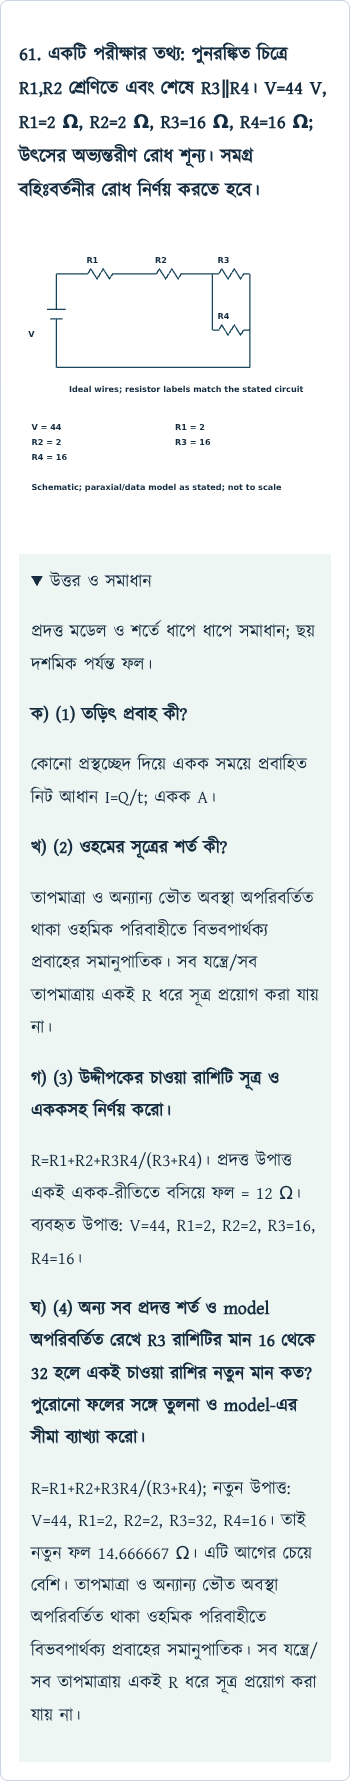 61. একটি পরীক্ষার তথ্য: পুনরঙ্কিত চিত্রে
R1,R2 শ্রেণিতে এবং শেষে R3‖R4। V=44 V,
R1=2 Ω, R2=2 Ω, R3=16 Ω, R4=16 Ω;
উৎসের অভ্যন্তরীণ রোধ শূন্য। সমগ্র
বহিঃবর্তনীর রোধ নির্ণয় করতে হবে।
R1 R2 R3
R4
V
Ideal wires; resistor labels match the stated circuit
V = 44 R1 = 2
R2 = 2 R3 = 16
R4 = 16
Schematic; paraxial/data model as stated; not to scale
▼ উত্তর ও সমাধান
প্রদত্ত মডেল ও শর্তে ধাপে ধাপে সমাধান; ছয়
দশমিক পর্যন্ত ফল।
ক) (1) তড়িৎ প্রবাহ কী?
কোনো প্রস্থচ্ছেদ দিয়ে একক সময়ে প্রবাহিত
নিট আধান I=Q/t; একক A।
খ) (2) ওহমের সূত্রের শর্ত কী?
তাপমাত্রা ও অন্যান্য ভৌত অবস্থা অপরিবর্তিত
থাকা ওহমিক পরিবাহীতে বিভবপার্থক্য
প্রবাহের সমানুপাতিক। সব যন্ত্রে/সব
তাপমাত্রায় একই R ধরে সূত্র প্রয়োগ করা যায়
না।
গ) (3) উদ্দীপকের চাওয়া রাশিটি সূত্র ও
এককসহ নির্ণয় করো।
R=R1+R2+R3R4/(R3+R4)। প্রদত্ত উপাত্ত
একই একক-রীতিতে বসিয়ে ফল = 12 Ω।
ব্যবহৃত উপাত্ত: V=44, R1=2, R2=2, R3=16,
R4=16।
ঘ) (4) অন্য সব প্রদত্ত শর্ত ও model
অপরিবর্তিত রেখে R3 রাশিটির মান 16 থেকে
32 হলে একই চাওয়া রাশির নতুন মান কত?
পুরোনো ফলের সঙ্গে তুলনা ও model-এর
সীমা ব্যাখ্যা করো।
R=R1+R2+R3R4/(R3+R4); নতুন উপাত্ত:
V=44, R1=2, R2=2, R3=32, R4=16। তাই
নতুন ফল 14.666667 Ω। এটি আগের চেয়ে
বেশি। তাপমাত্রা ও অন্যান্য ভৌত অবস্থা
অপরিবর্তিত থাকা ওহমিক পরিবাহীতে
বিভবপার্থক্য প্রবাহের সমানুপাতিক। সব যন্ত্রে/
সব তাপমাত্রায় একই R ধরে সূত্র প্রয়োগ করা
যায় না।